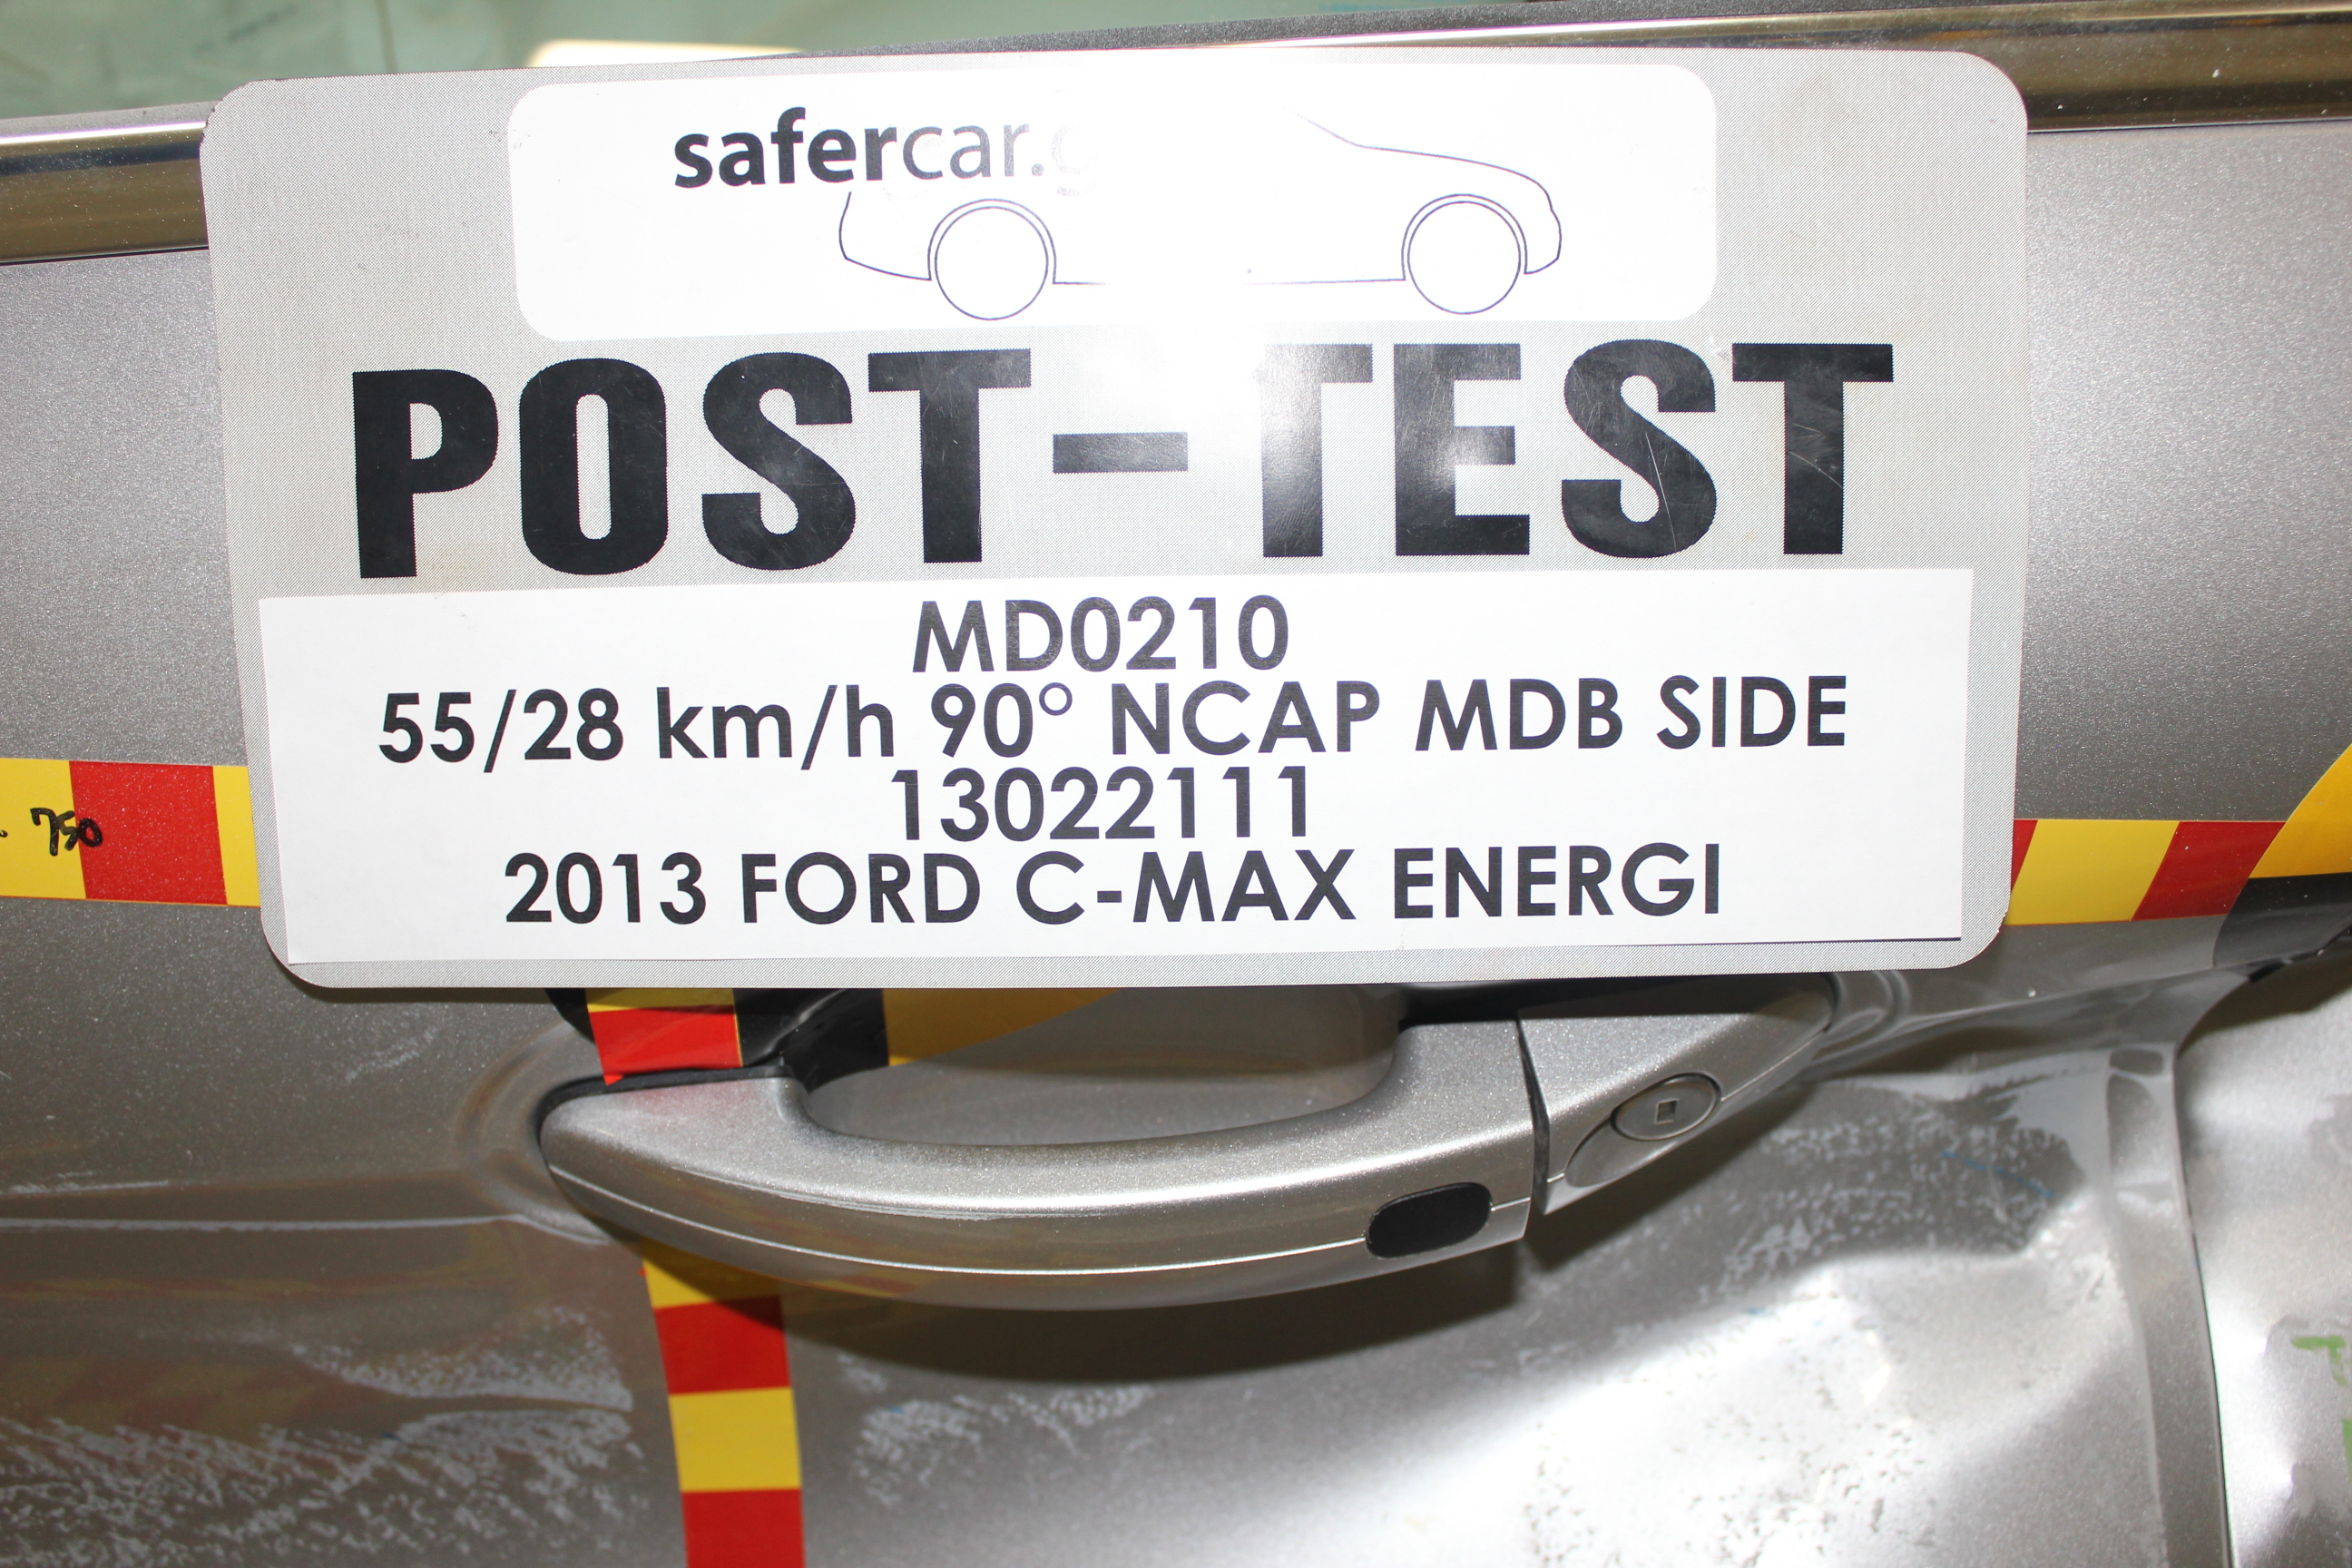 safercar.g
POST-TEST
MD0210
55/28 km/h 90° NCAP MDB SIDE
13022111
2013 FORD C-MAX ENERGI
750